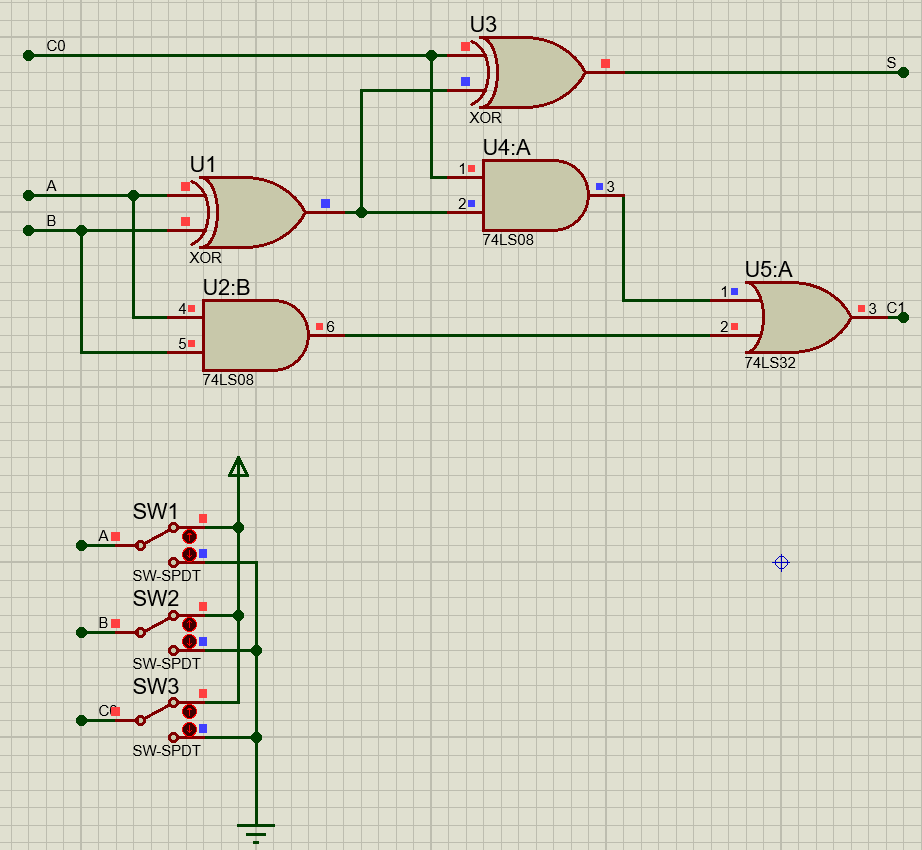 U3
C0
S
XOR
U4:A
1
3
2
74LS08
U1
A
B
XOR
U2:B
4
6
5
74LS08
U5:A
1
3
C1
2
74LS32
SW1
A
SW-SPDT
SW2
B
SW-SPDT
SW3
C0
SW-SPDT